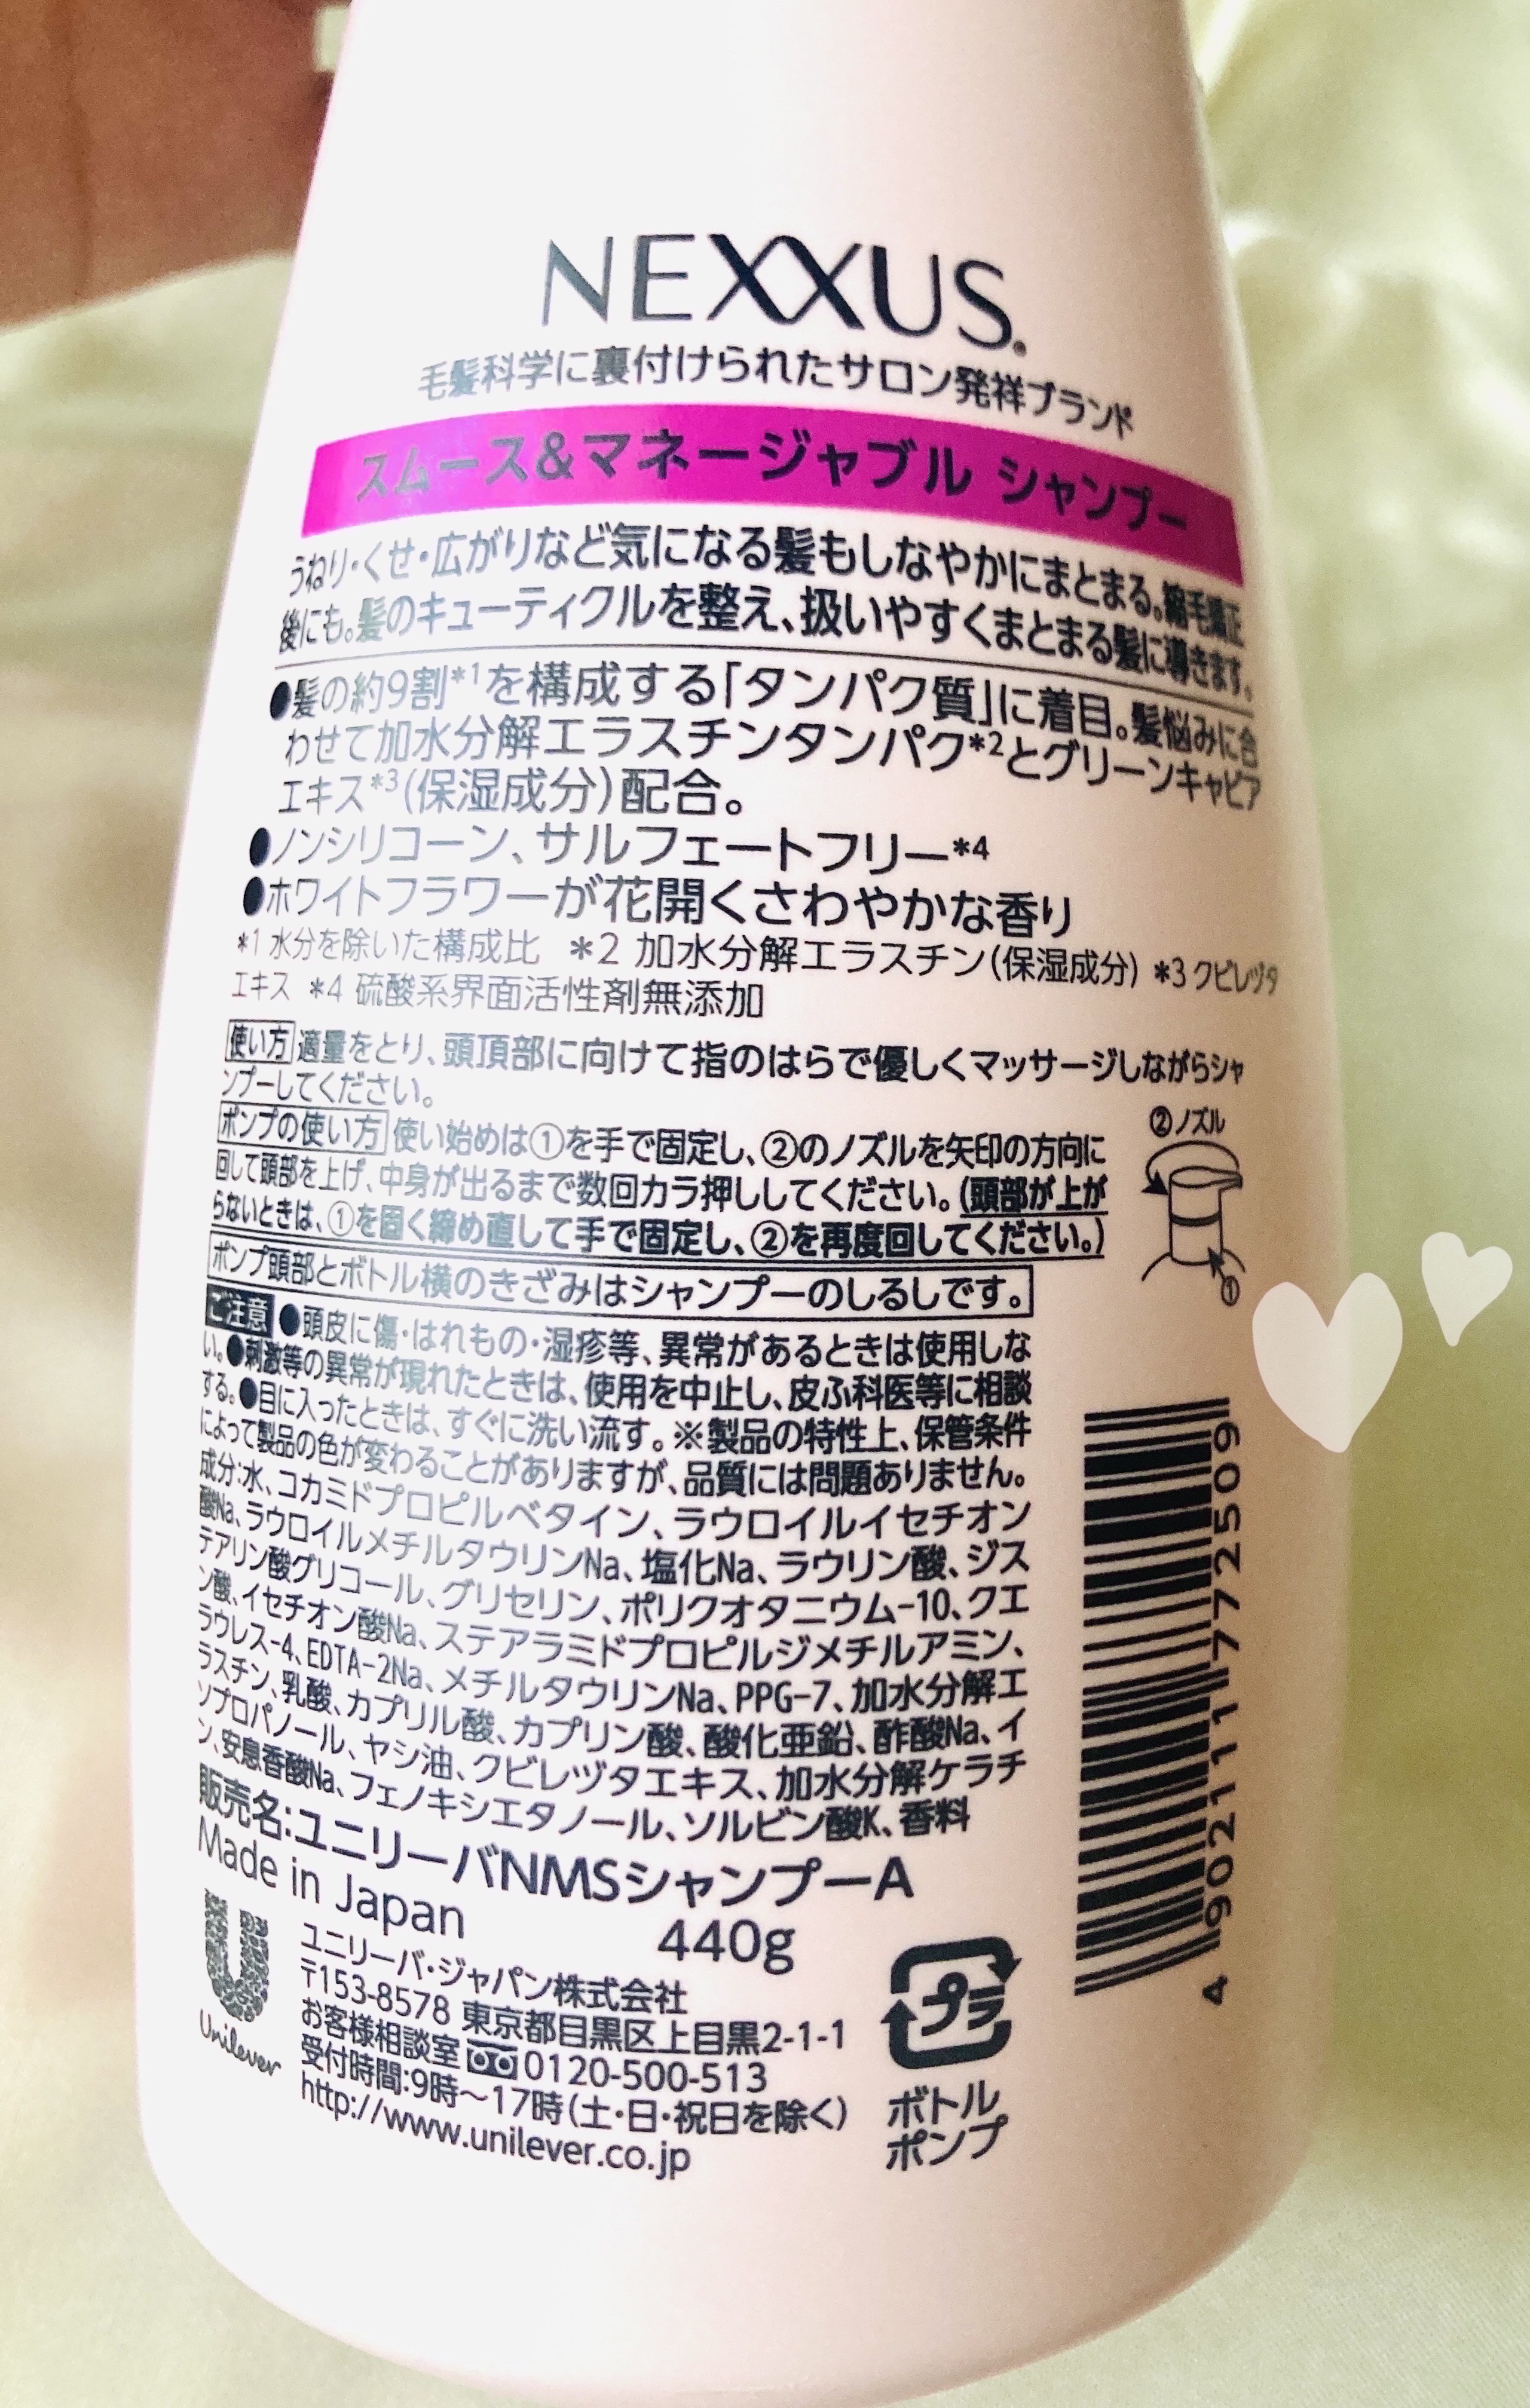 NEXXUS®
毛髪科学に裏付けられたサロン発祥ブランド
スムース&マネージャブル シャンプー
うねり・くせ・広がりなど気になる髪もしなやかにまとまる。縮毛矯正
後にも。髪のキューティクルを整え、扱いやすくまとまる髪に導きます。
●髪の約9割*1を構成する「タンパク質」に着目。髪悩みに合
わせて加水分解エラスチンタンパク*2とグリーンキャビア
エキス*3(保湿成分)配合。
●ノンシリコーン、サルフェートフリー*4
●ホワイトフラワーが花開くさわやかな香り
*1 水分を除いた構成比 *2 加水分解エラスチン(保湿成分) *3 クビレヅタ
エキス *4 硫酸系界面活性剤無添加
使い方 適量をとり、頭頂部に向けて指のはらで優しくマッサージしながらシャ
ンプーしてください。
ポンプの使い方 使い始めは①を手で固定し、②のノズルを矢印の方向に
回して頭部を上げ、中身が出るまで数回カラ押ししてください。(頭部が上が
らないときは、①を固く締め直して手で固定し、②を再度回してください。)
②ノズル
①
ポンプ頭部とボトル横のきざみはシャンプーのしるしです。
ご注意 ●頭皮に傷・はれもの・湿疹等、異常があるときは使用しな
い。●刺激等の異常が現れたときは、使用を中止し、皮ふ科医等に相談
する。●目に入ったときは、すぐに洗い流す。※製品の特性上、保管条件
によって製品の色が変わることがありますが、品質には問題ありません。
成分:水、コカミドプロピルベタイン、ラウロイルイセチオン
酸Na、ラウロイルメチルタウリンNa、塩化Na、ラウリン酸、ジス
テアリン酸グリコール、グリセリン、ポリクオタニウム-10、クエ
ン酸、イセチオン酸Na、ステアラミドプロピルジメチルアミン、
ラウレス-4、EDTA-2Na、メチルタウリンNa、PPG-7、加水分解エ
ラスチン、乳酸、カプリル酸、カプリン酸、酸化亜鉛、酢酸Na、イ
ソプロパノール、ヤシ油、クビレヅタエキス、加水分解ケラチ
ン、安息香酸Na、フェノキシエタノール、ソルビン酸K、香料
販売名:ユニリーバNMSシャンプーA
Made in Japan
440g
ユニリーバ・ジャパン株式会社
〒153-8578 東京都目黒区上目黒2-1-1
お客様相談室 0120-500-513
受付時間:9時~17時(土・日・祝日を除く)
http://www.unilever.co.jp
Unilever
プラ
ボトル
ポンプ
4 902111 772509